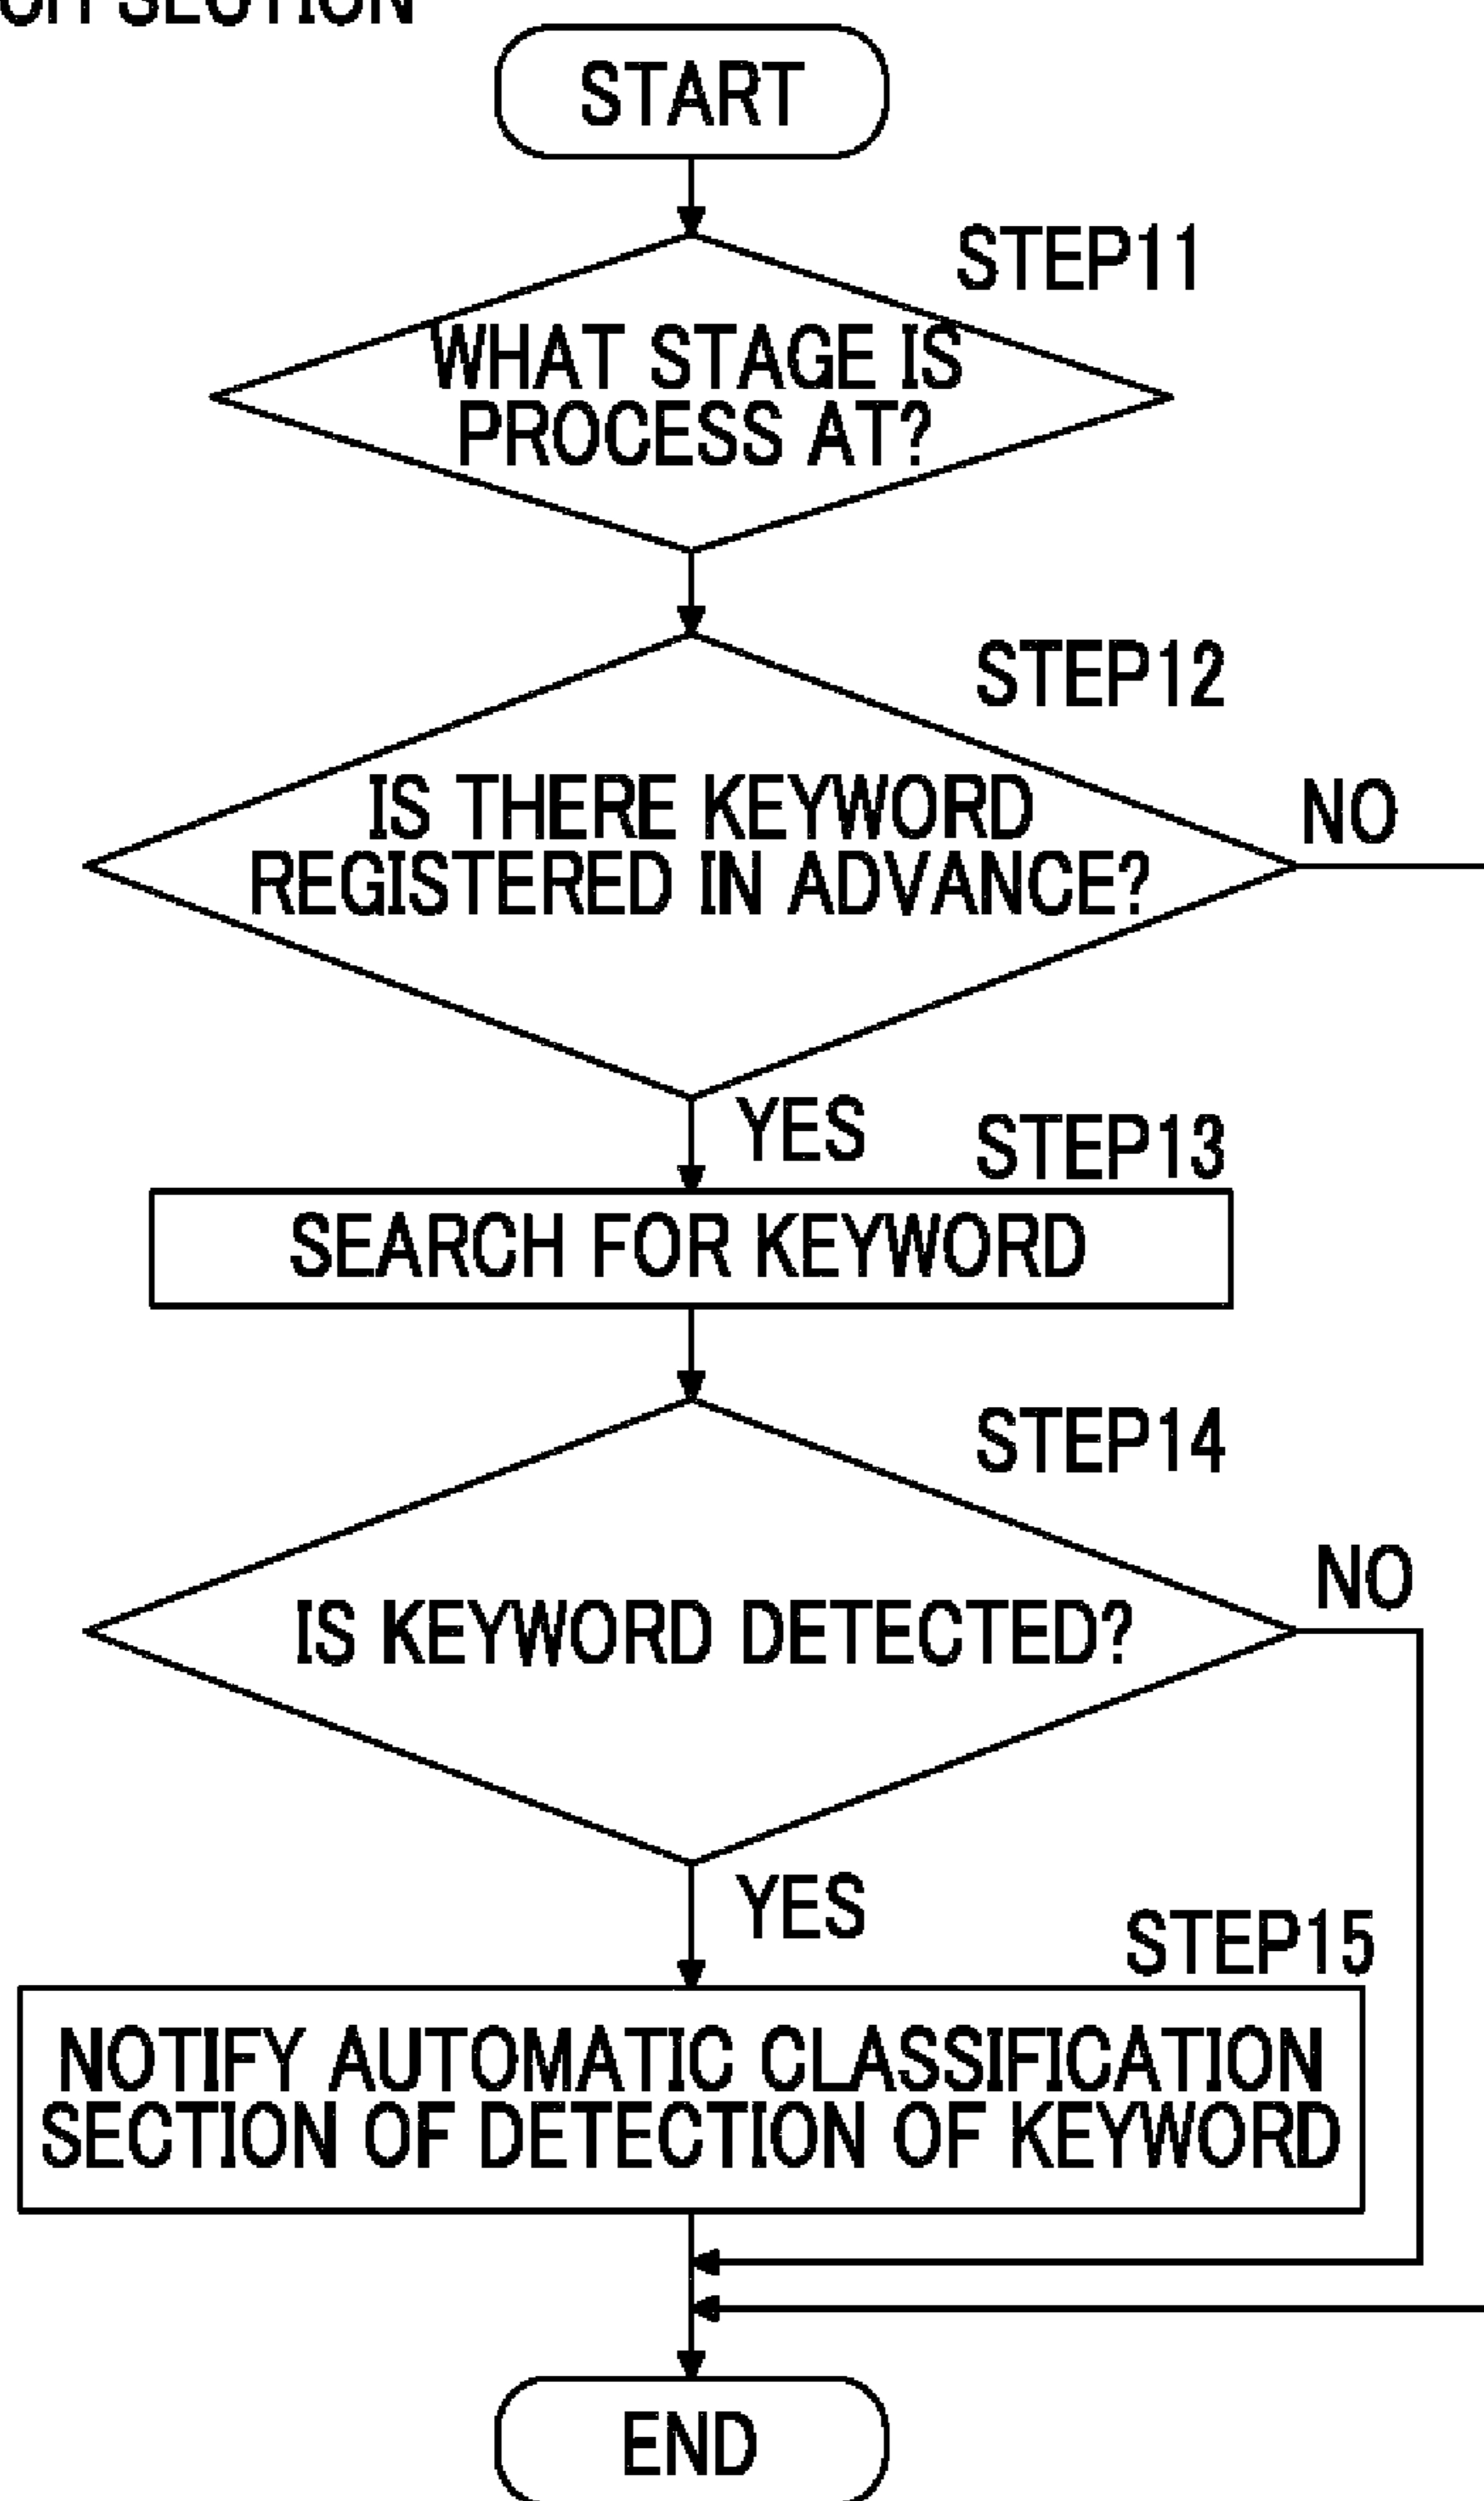 SECTION
START
STEP11
WHAT STAGE IS
PROCESS AT?
STEP12
IS THERE KEYWORD
REGISTERED IN ADVANCE?
NO
YES
STEP13
SEARCH FOR KEYWORD
STEP14
IS KEYWORD DETECTED?
NO
YES
STEP15
NOTIFY AUTOMATIC CLASSIFICATION
SECTION OF DETECTION OF KEYWORD
END